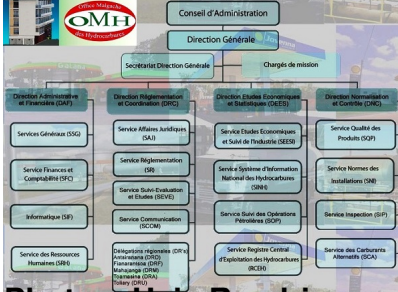 Office Malgache
OMH
des Hydrocarbures
Conseil d'Administration
Direction Générale
Secrétariat Direction Générale
Chargés de mission
Direction Administrative
et Financière (DAF)
Services Généraux (SSG)
Service Finances et
Comptabilité (SFC)
Informatique (SIF)
Service des Ressources
Humaines (SRH)
Direction Réglementation
et Coordination (DRC)
Service Affaires Juridiques
(SAJ)
Service Réglementation
(SR)
Service Suivi-Evaluation
et Etudes (SEVE)
Service Communication
(SCOM)
Délégations régionales (DR's)
Antsiranana (DRD)
Fianarantsoa (DRF)
Mahajanga (DRM)
Toamasina (DRA)
Toliary (DRU)
Direction Etudes Economiques
et Statistiques (DEES)
Service Etudes Economiques
et Suivi de l'Industrie (SEESI)
Service Système d'Information
National des Hydrocarbures
(SINH)
Service Suivi des Opérations
Pétrolières (SOP)
Service Registre Central
d'Exploitation des Hydrocarbures
(RCEH)
Direction Normalisation
et Contrôle (DNC)
Service Qualité des
Produits (SQP)
Service Normes des
Installations (SNI)
Service Inspection (SIP)
Service des Carburants
Alternatifs (SCA)